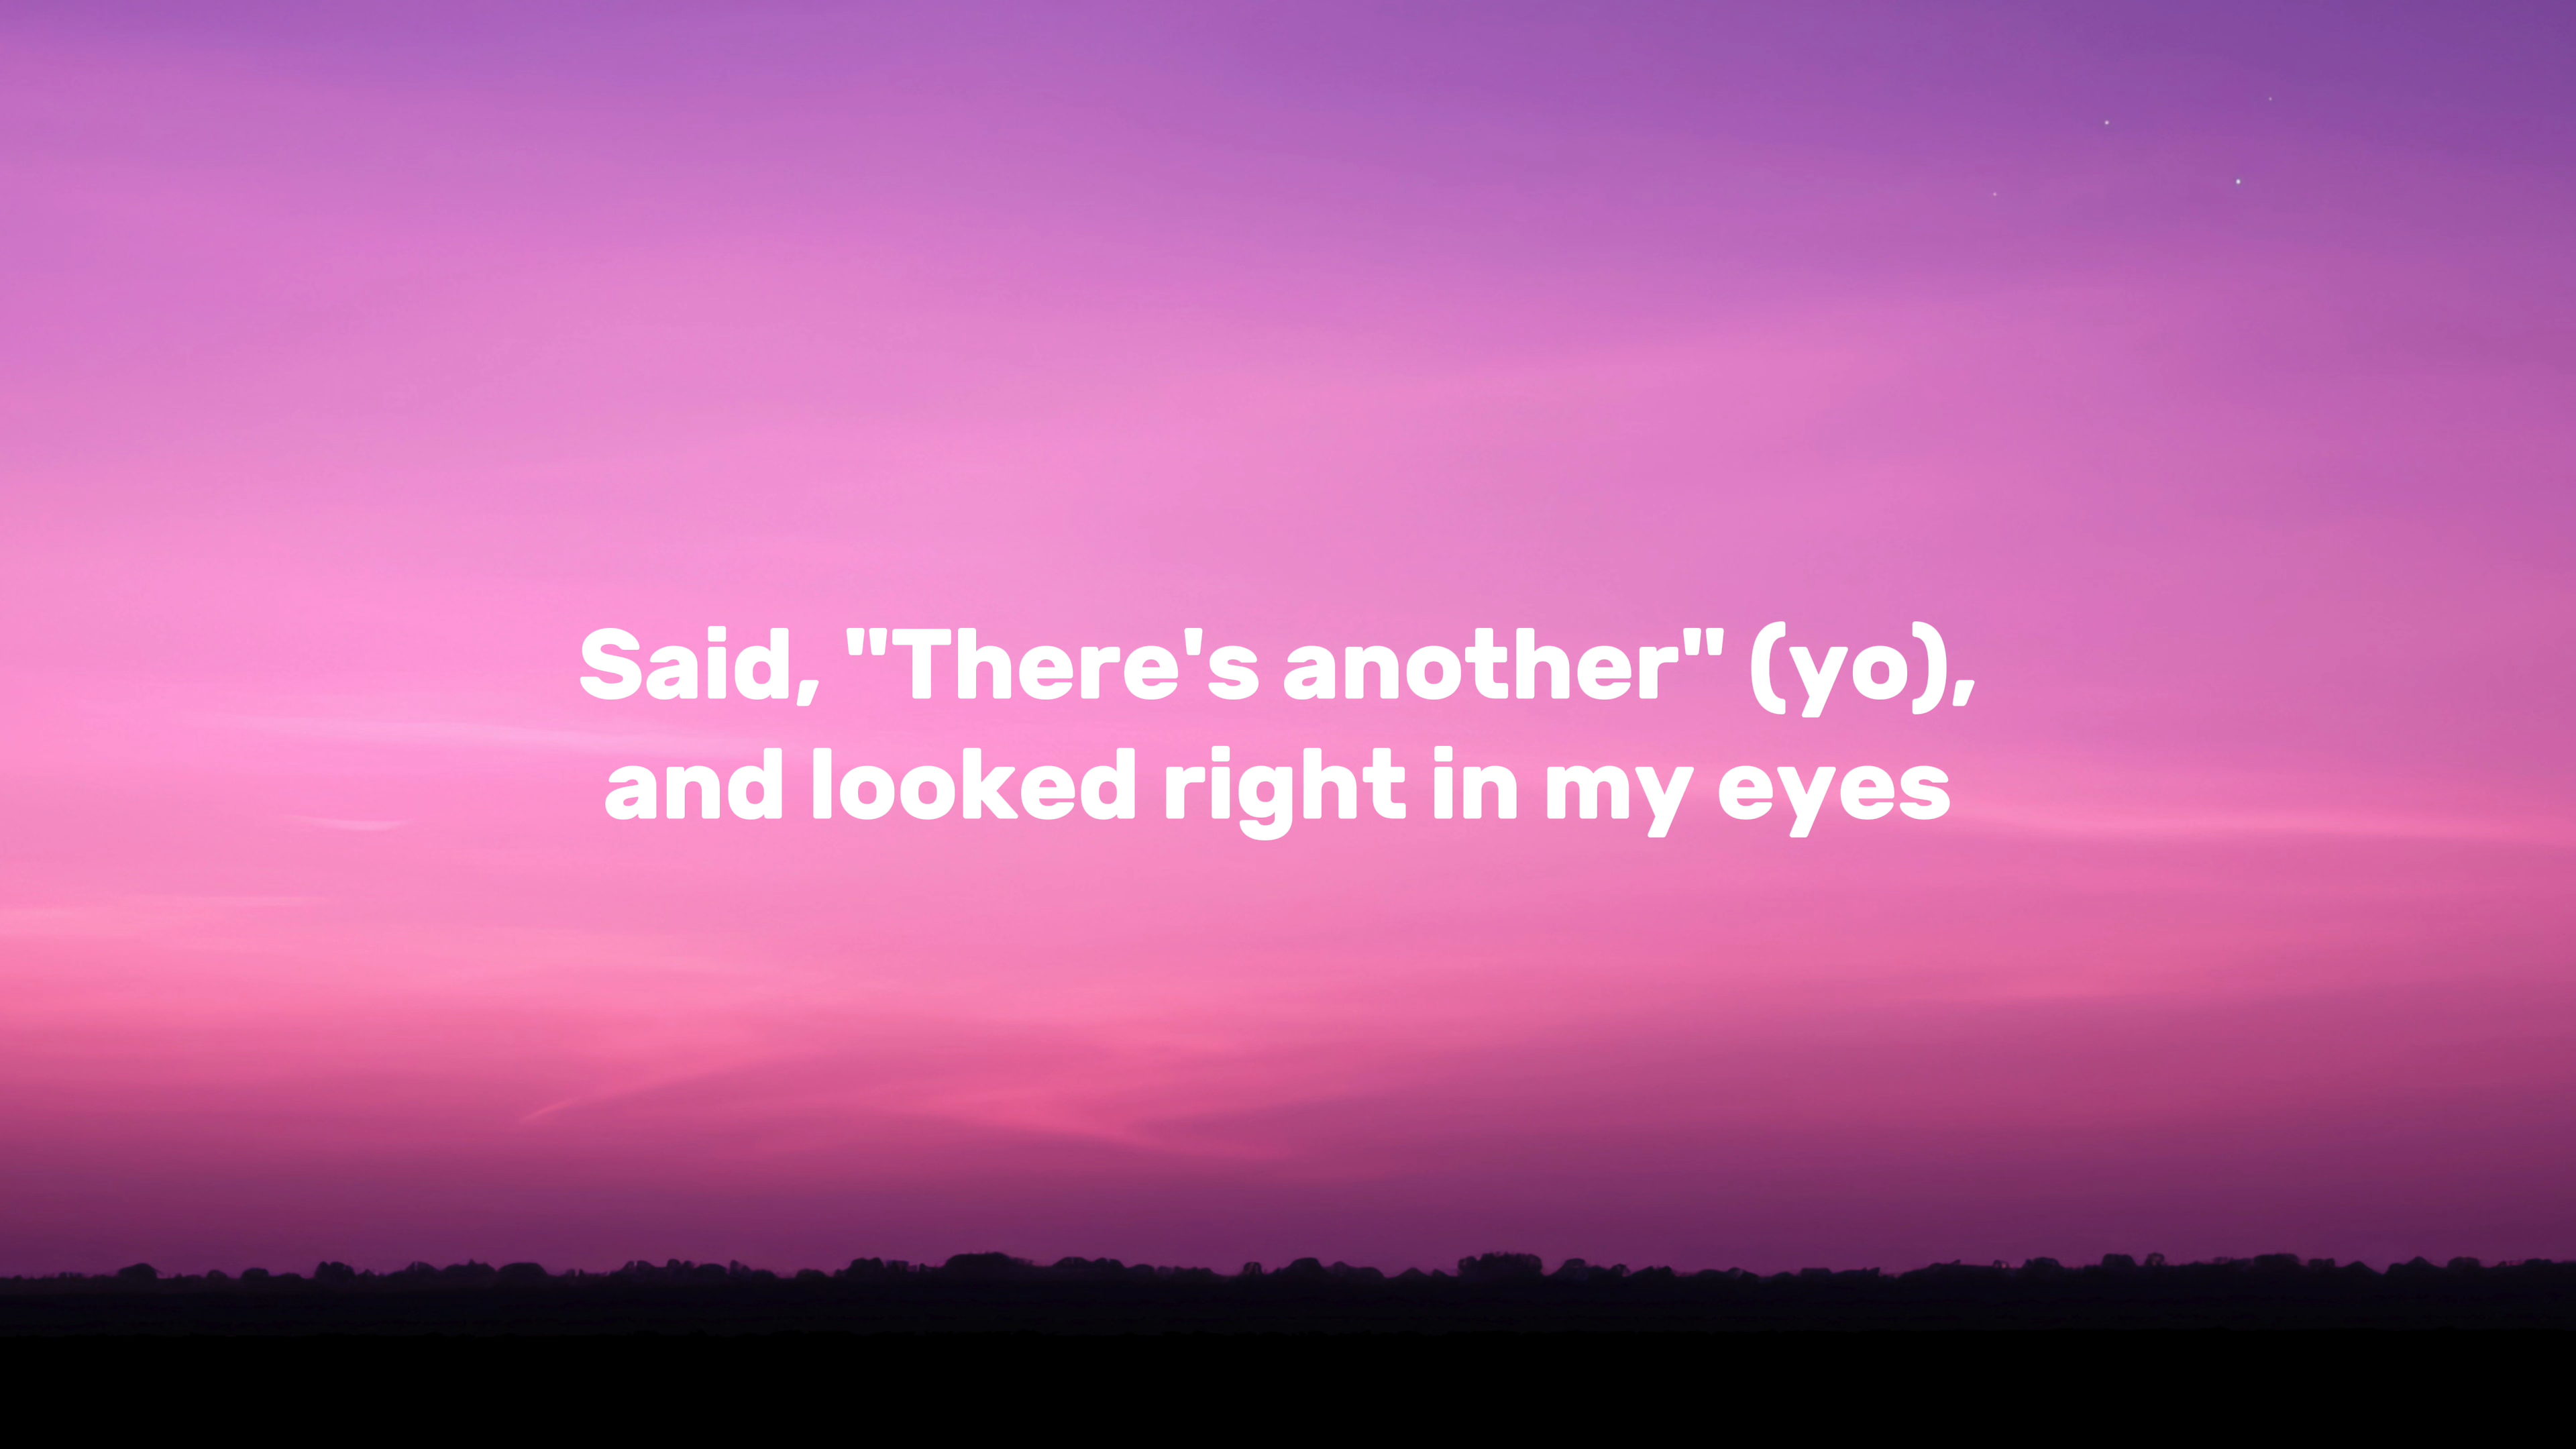 Said, "There's another" (yo),
and looked right in my eyes